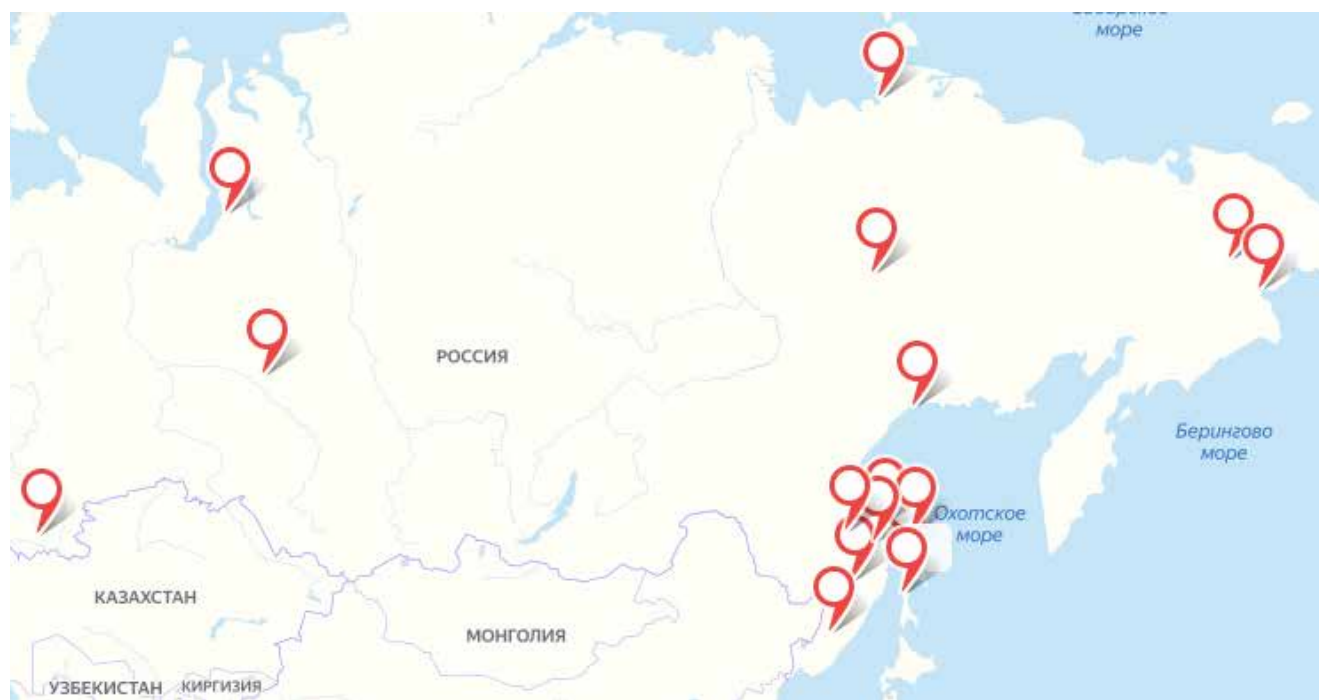 море
РОССИЯ
Берингово
море
Охотское
море
КАЗАХСТАН
МОНГОЛИЯ
УЗБЕКИСТАН
КИРГИЗИЯ